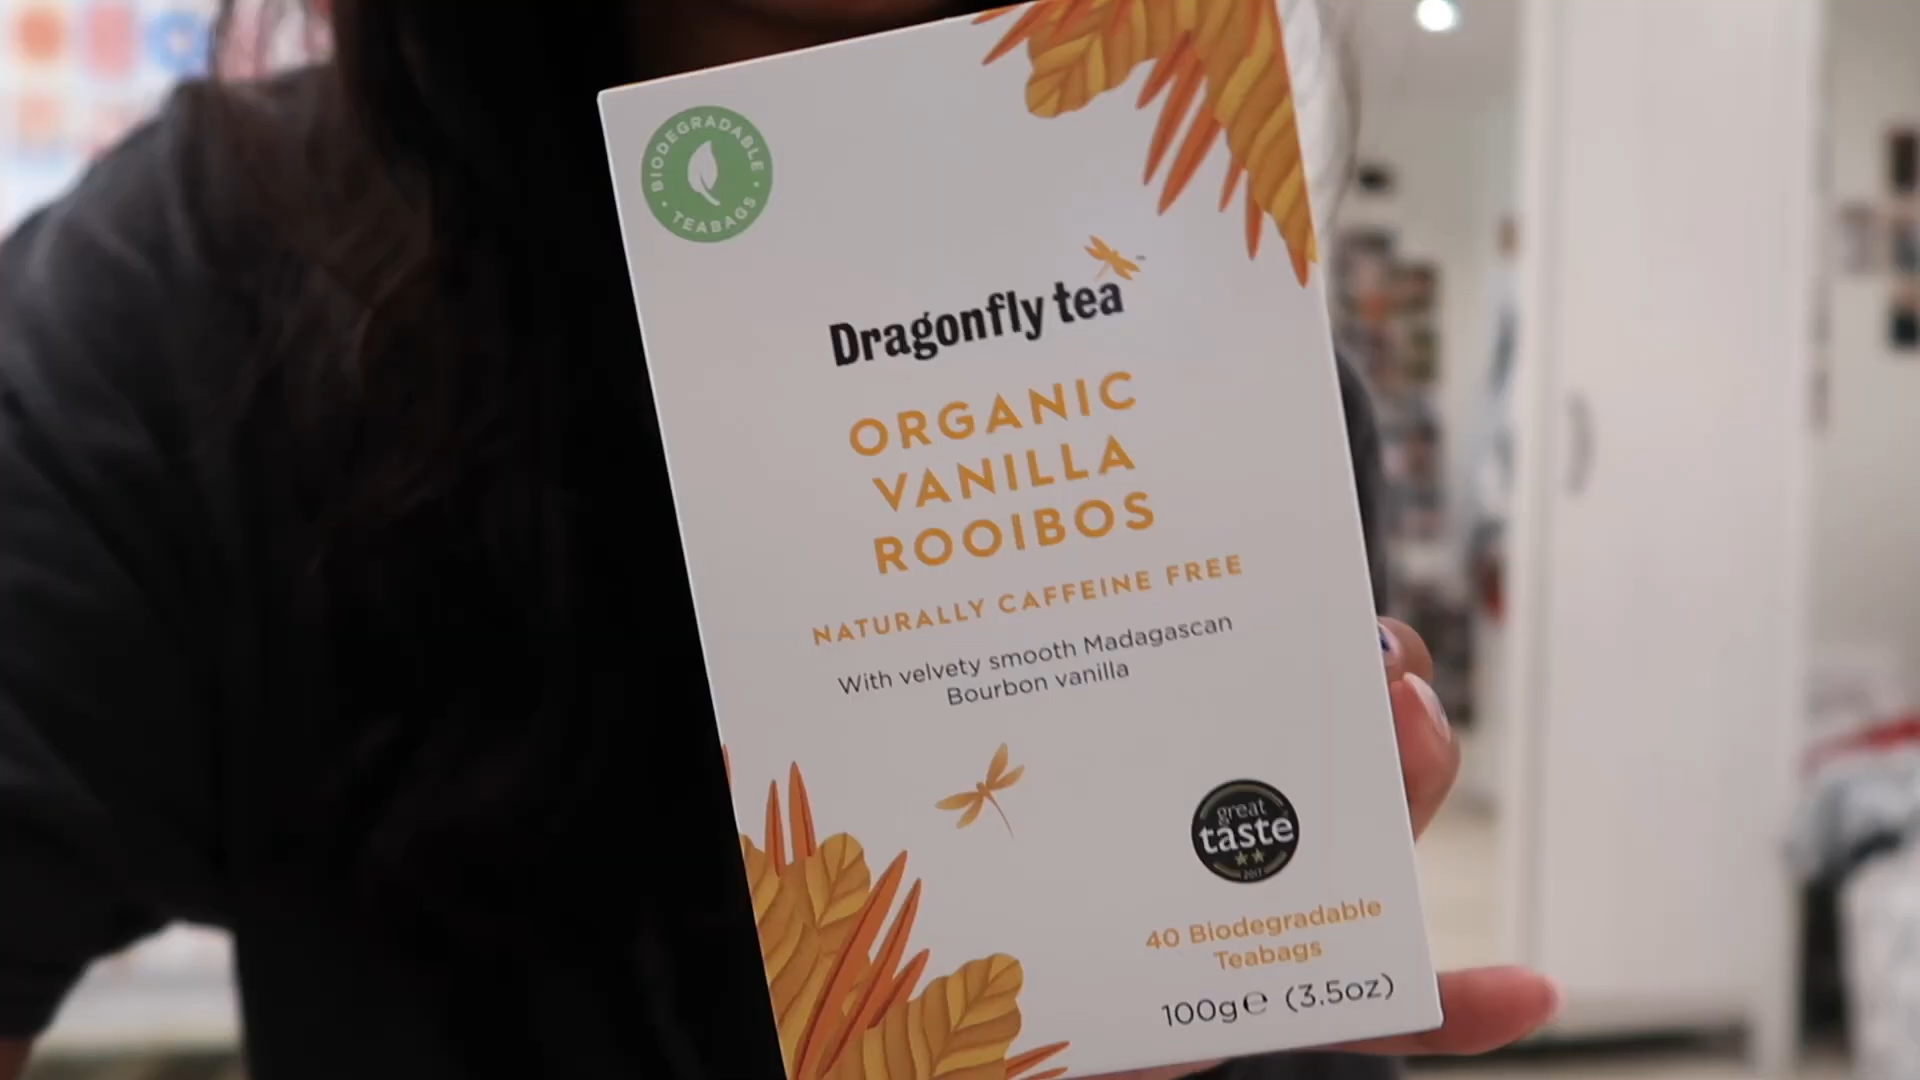 BIODEGRADABLE
TEABAGS
Dragonfly tea
ORGANIC
VANILLA
ROOIBOS
NATURALLY CAFFEINE FREE
With velvety smooth Madagascan
Bourbon vanilla
great
taste
2017
40 Biodegradable
Teabags
100g℮ (3.5oz)